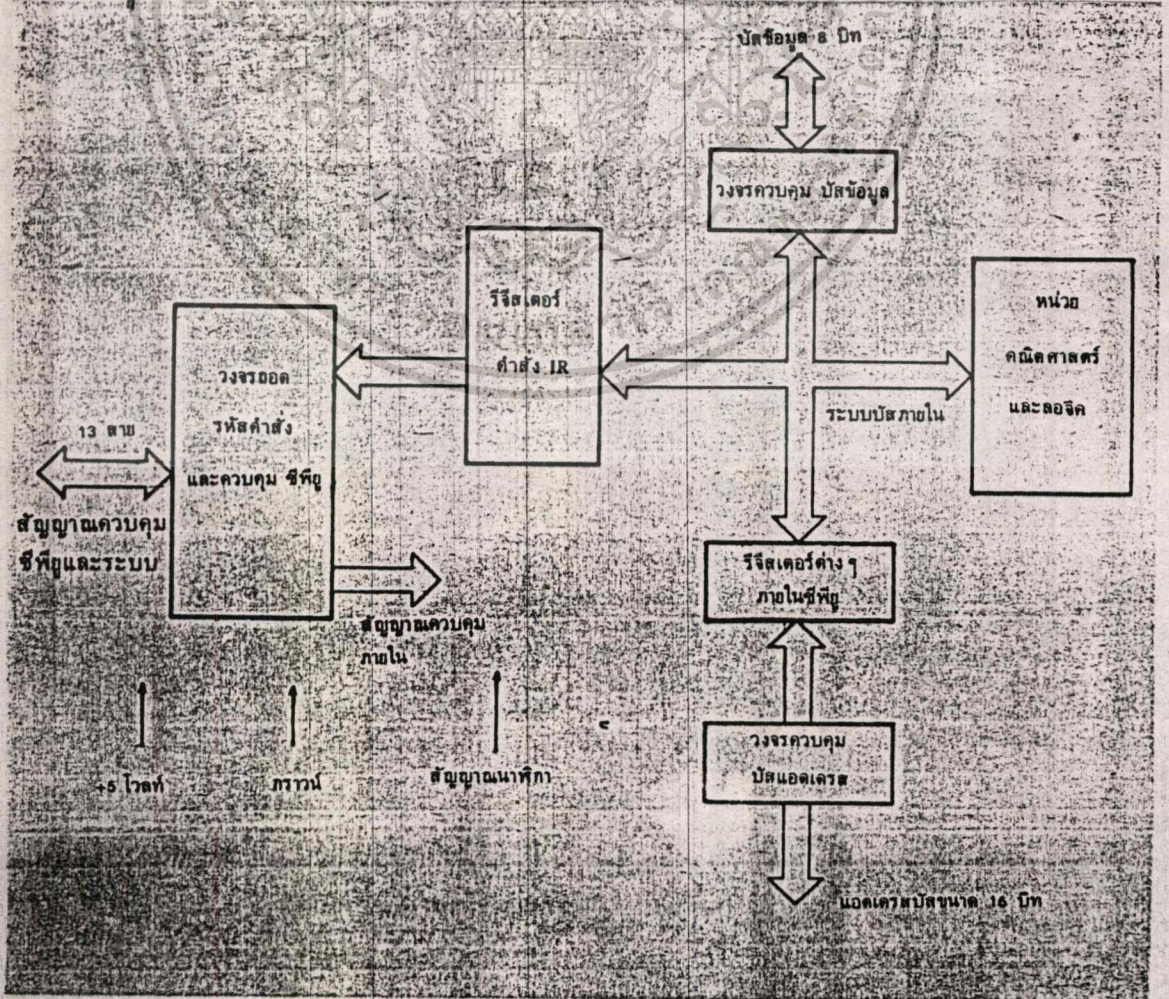 บัสข้อมูล 8 บิท
วงจรควบคุม บัสข้อมูล
รีจีสเตอร์
คำสั่ง IR
หน่วย
คณิตศาสตร์
และลอจิค
วงจรถอด
รหัสคำสั่ง
และควบคุม ซีพียู
ระบบบัสภายใน
13 สาย
สัญญาณควบคุม
ซีพียูและระบบ
รีจีสเตอร์ต่าง ๆ
ภายในซีพียู
สัญญาณควบคุม
ภายใน
วงจรควบคุม
บัสแอดเดรส
+5 โวลท์
กราวน์
สัญญาณนาฬิกา
แอดเดรสบัสขนาด 16 บิท